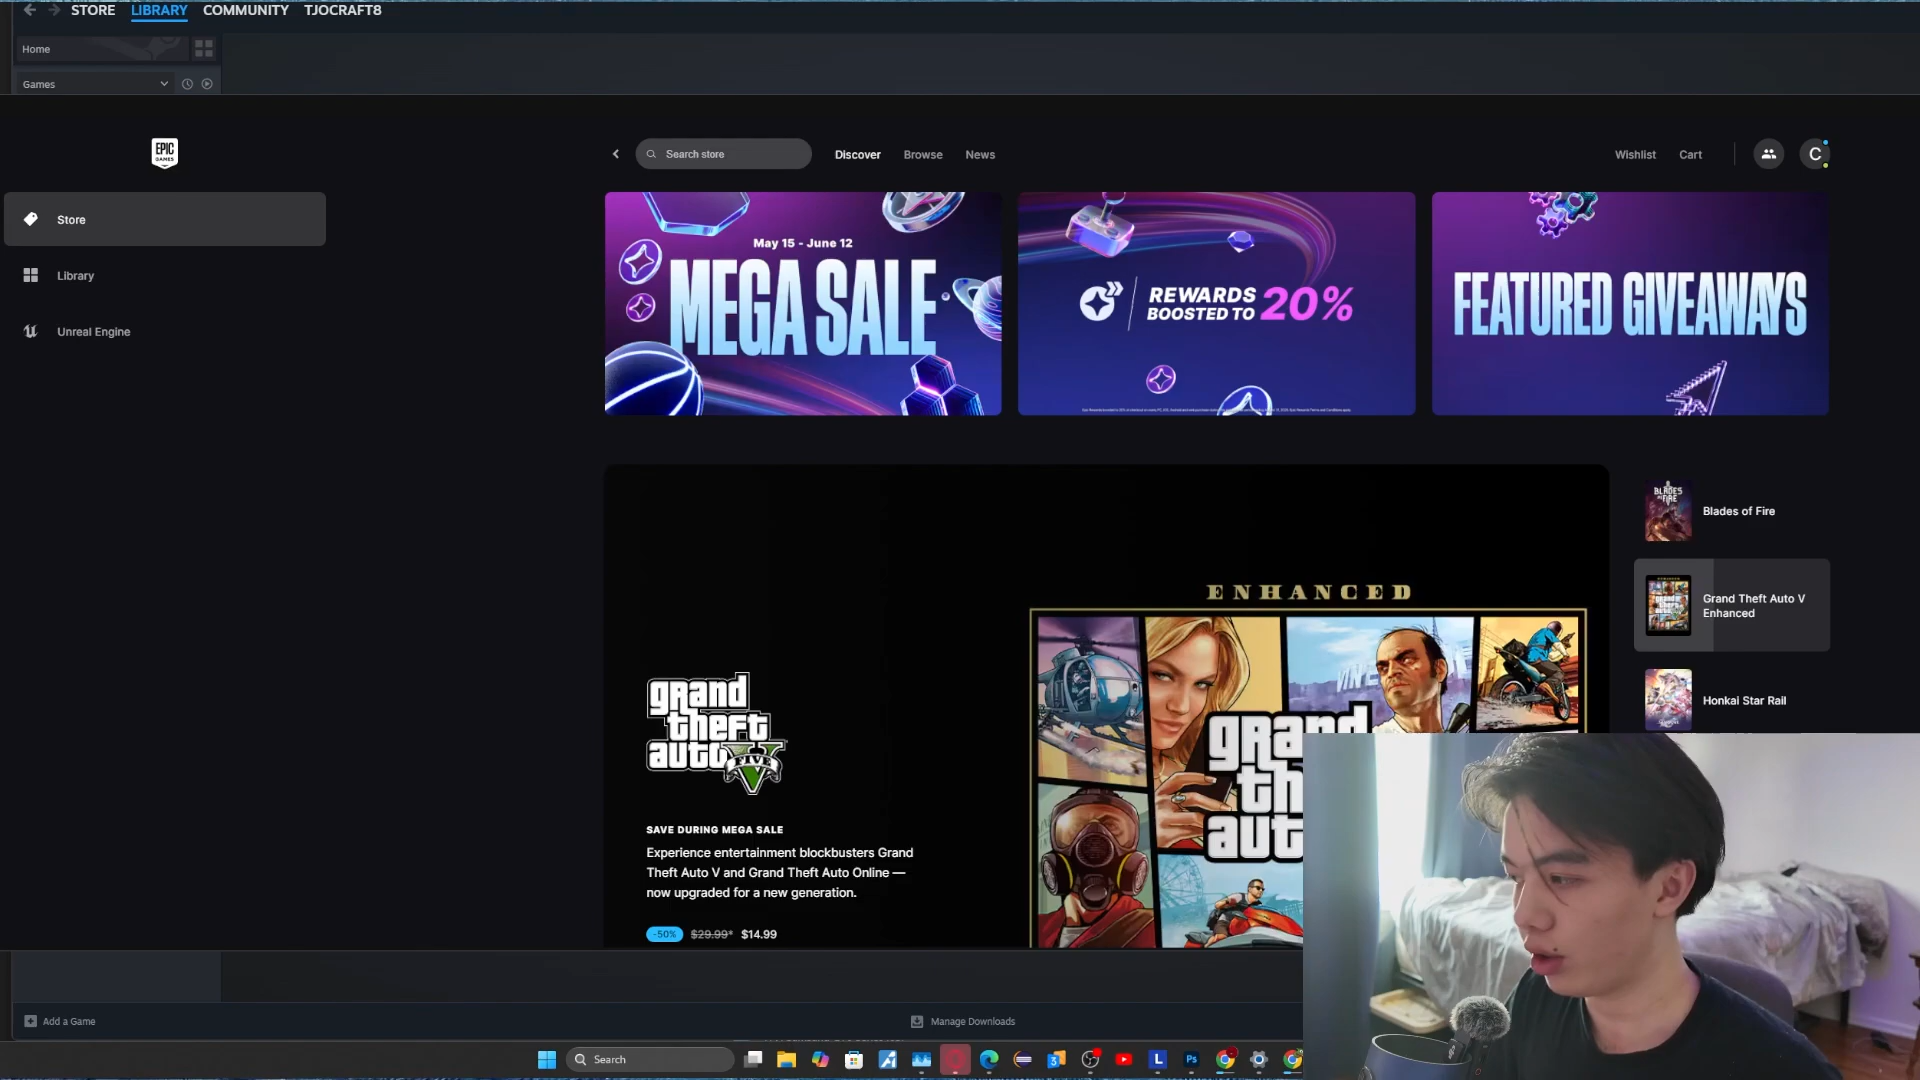 STORE LIBRARY COMMUNITY TJOCRAFT8
Home
Games
EPIC
GAMES
Search store
Discover
Browse
News
Wishlist
Cart
C
Store
Library
Unreal Engine
May 15 - June 12
MEGA SALE
REWARDS
BOOSTED TO 20%
FEATURED GIVEAWAYS
Blades of Fire
Grand Theft Auto V
Enhanced
Honkai Star Rail
ENHANCED
grand
theft
auto
FIVE
V
SAVE DURING MEGA SALE
Experience entertainment blockbusters Grand
Theft Auto V and Grand Theft Auto Online —
now upgraded for a new generation.
-50% $29.99* $14.99
Add a Game
Manage Downloads
Search